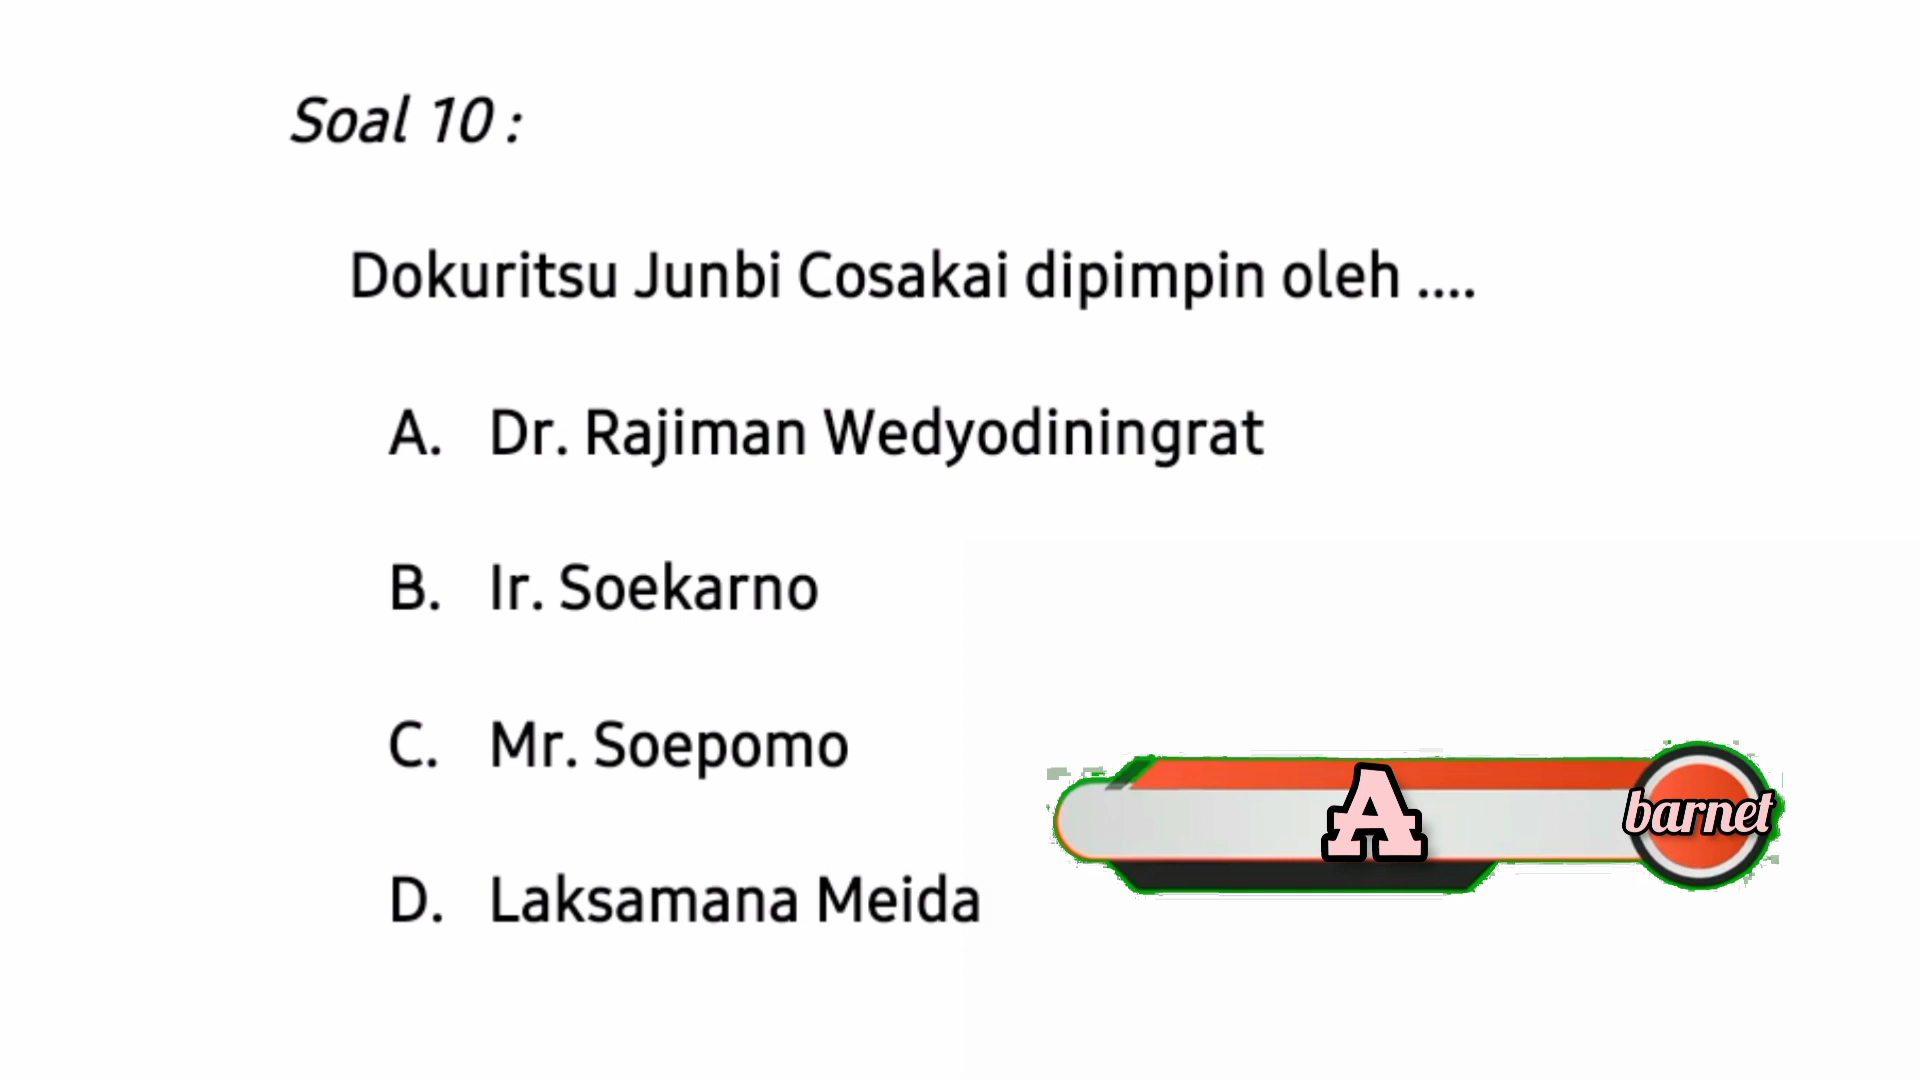 Soal 10 :
Dokuritsu Junbi Cosakai dipimpin oleh ....
A. Dr. Rajiman Wedyodiningrat
B. Ir. Soekarno
C. Mr. Soepomo
D. Laksamana Meida
A
barnet